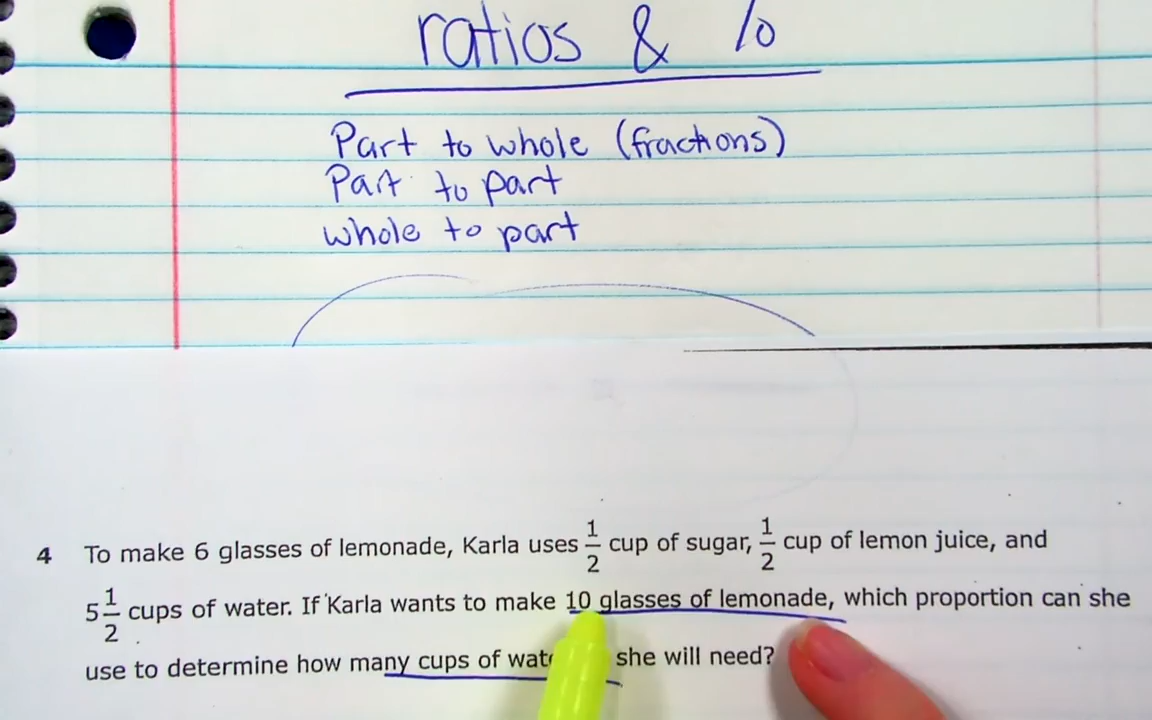 ratios & %
Part to whole (fractions)
Part to part
whole to part
4 To make 6 glasses of lemonade, Karla uses 1/2 cup of sugar, 1/2 cup of lemon juice, and
5 1/2 cups of water. If Karla wants to make 10 glasses of lemonade, which proportion can she
use to determine how many cups of she will need?